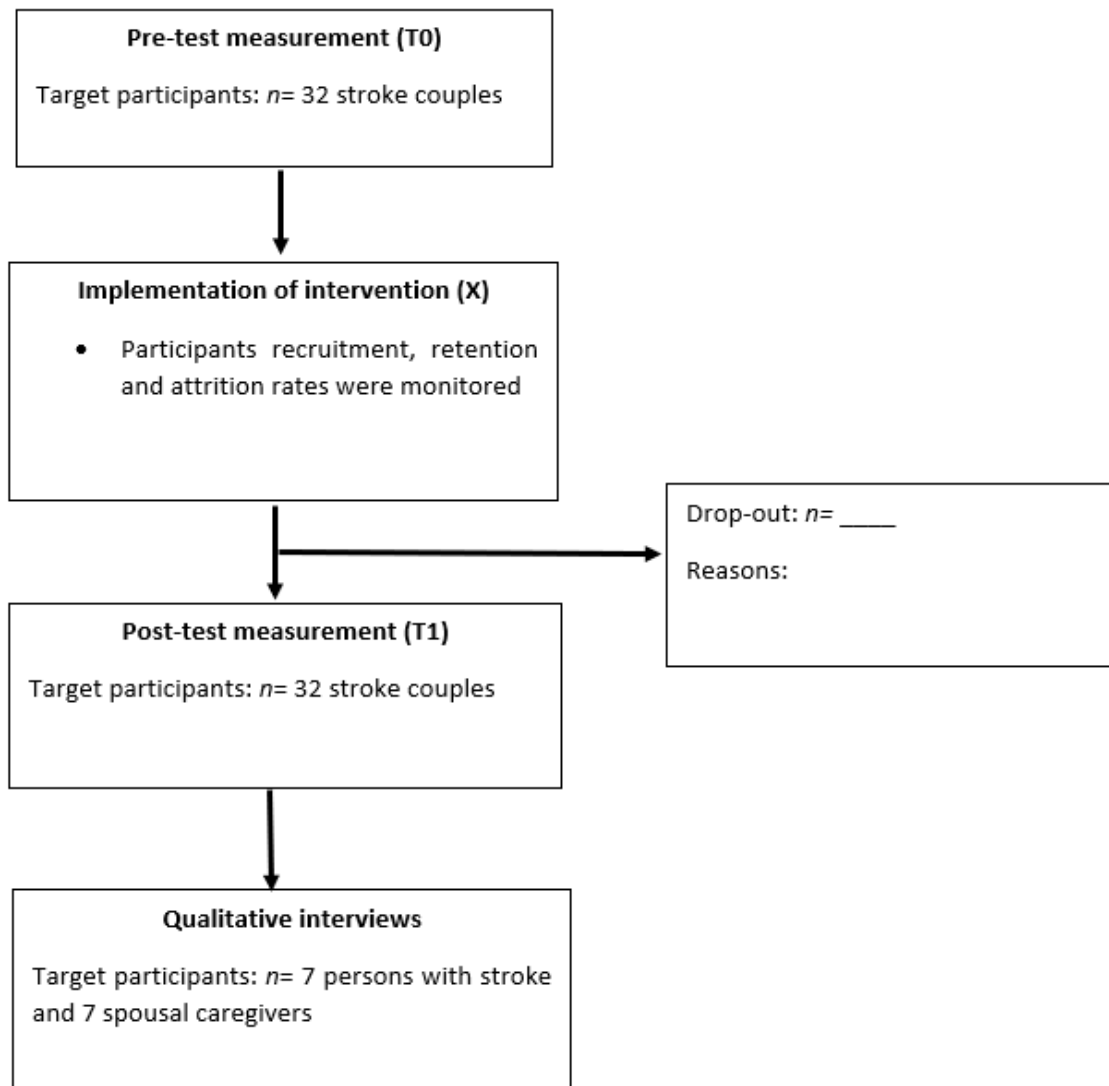 Pre-test measurement (T0)
Target participants: n= 32 stroke couples
Implementation of intervention (X)
• Participants recruitment, retention
and attrition rates were monitored
Drop-out: n= ____
Reasons:
Post-test measurement (T1)
Target participants: n= 32 stroke couples
Qualitative interviews
Target participants: n= 7 persons with stroke
and 7 spousal caregivers